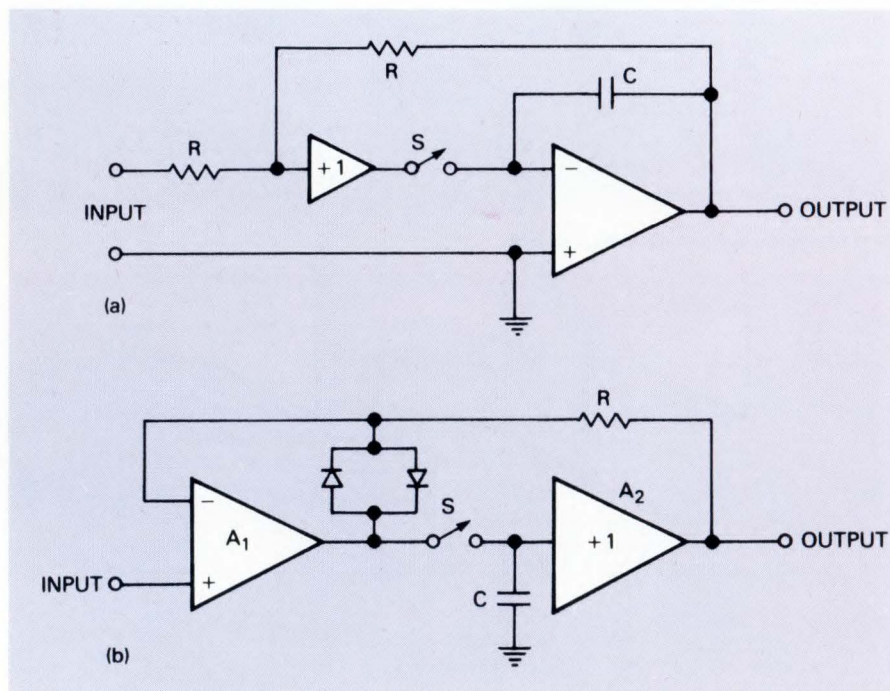 R
C
R
+ 1
S
−
INPUT
+
OUTPUT
(a)
R
−
A1
S
A2
+ 1
OUTPUT
INPUT
+
C
(b)